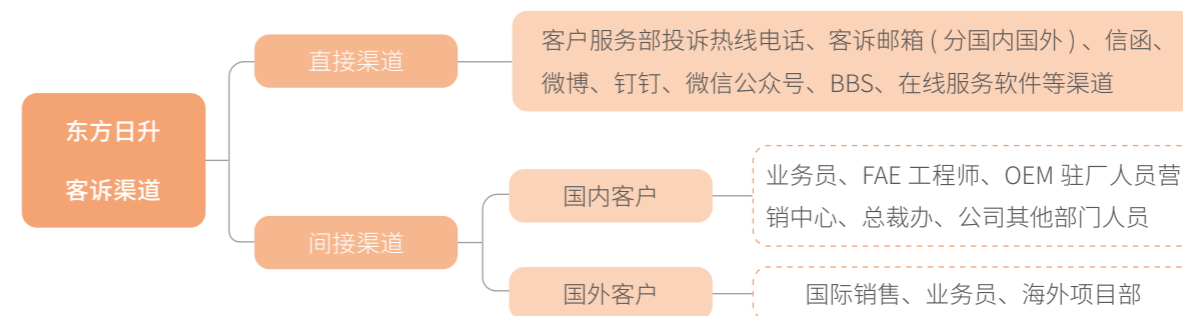 东方日升
客诉渠道
直接渠道
客户服务部投诉热线电话、客诉邮箱 ( 分国内国外 ) 、信函、
微博、钉钉、微信公众号、BBS、在线服务软件等渠道
间接渠道
国内客户
业务员、FAE 工程师、OEM 驻厂人员营
销中心、总裁办、公司其他部门人员
国外客户
国际销售、业务员、海外项目部